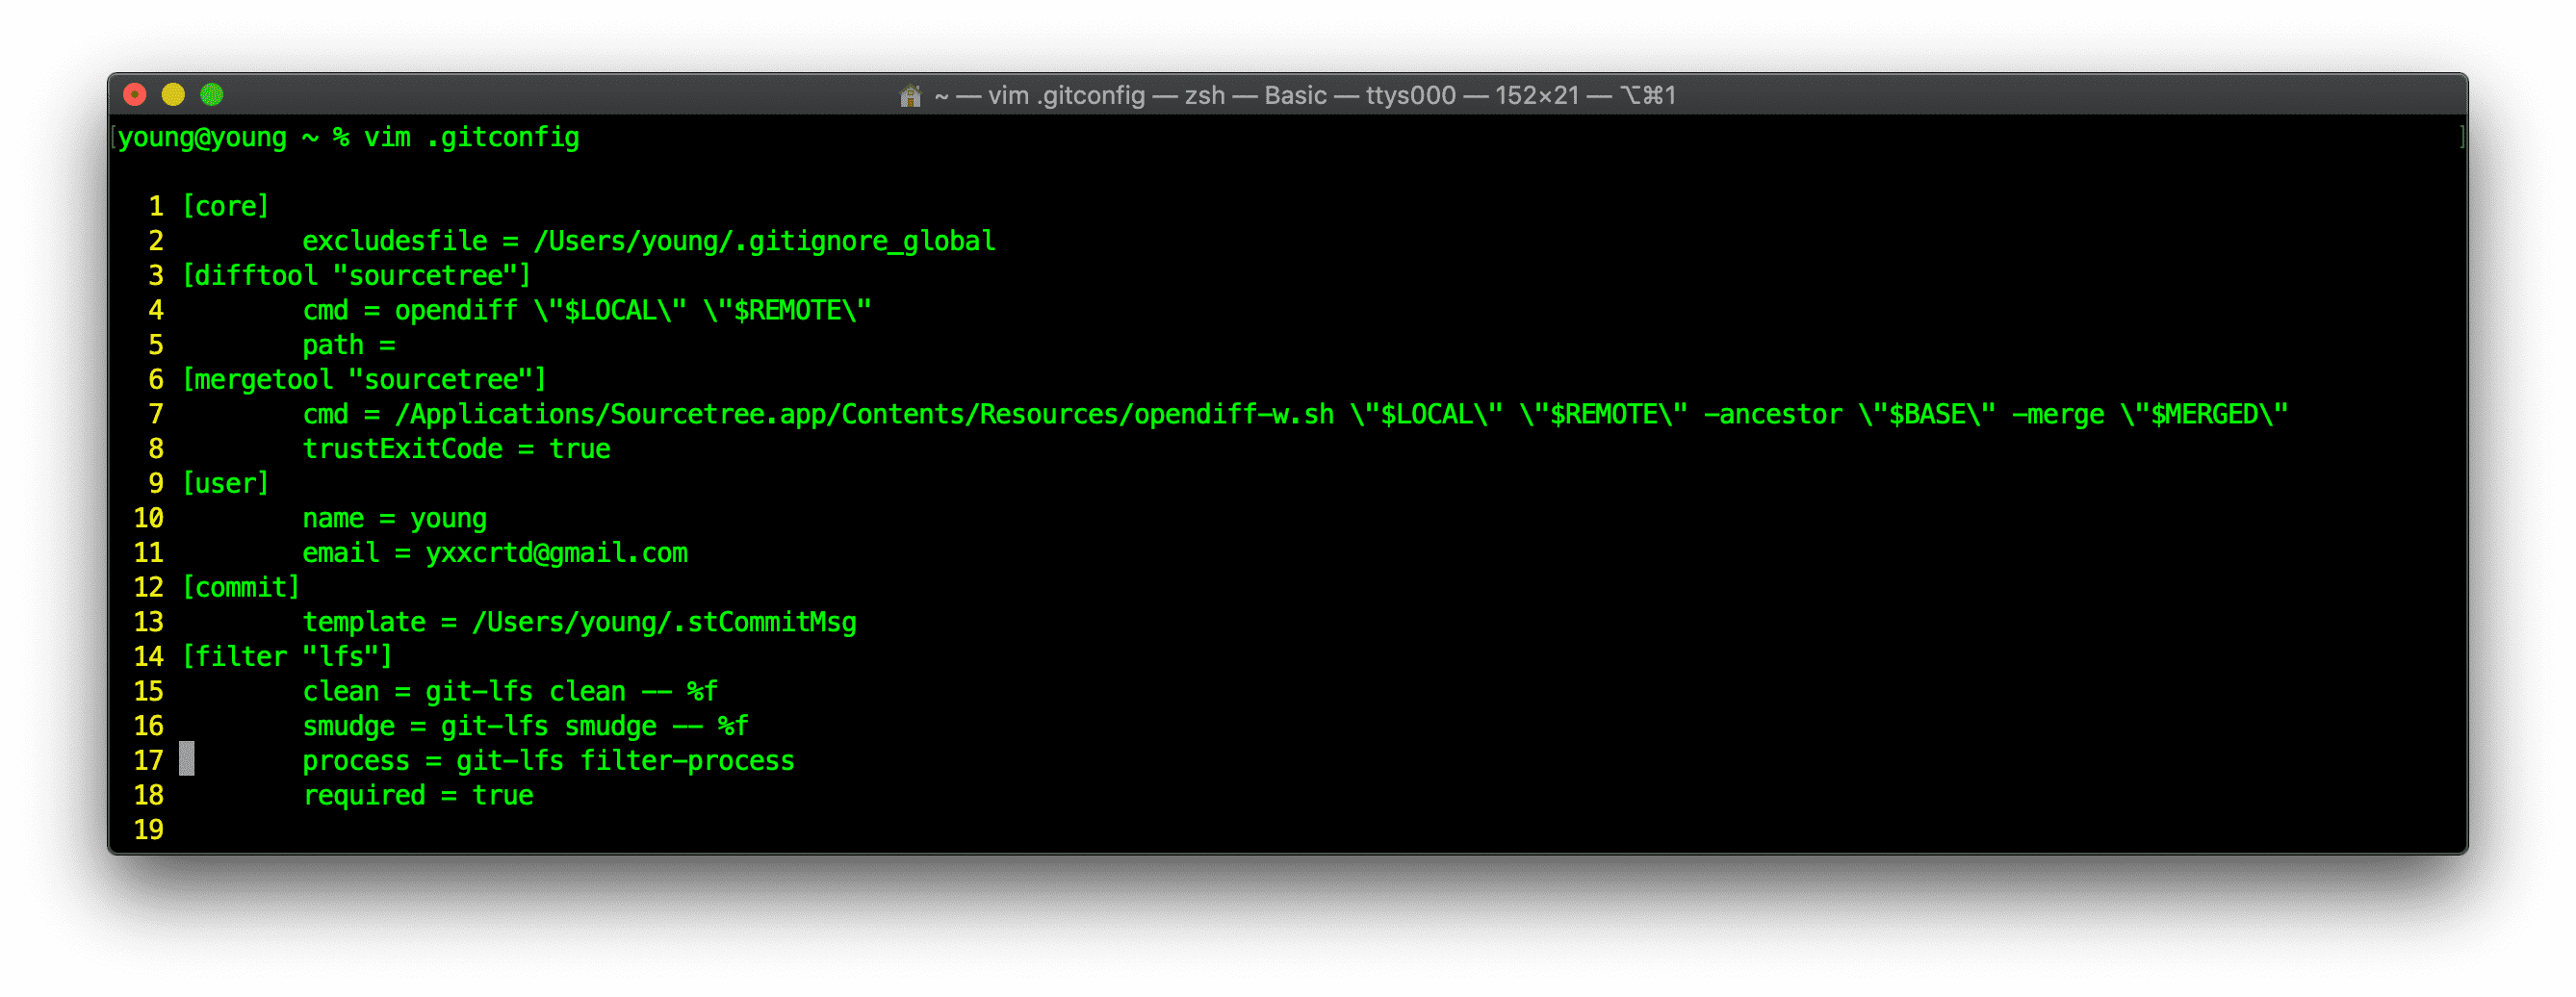 ~ — vim .gitconfig — zsh — Basic — ttys000 — 152×21 — ⌥⌘1
[young@young ~ % vim .gitconfig ]
1 [core]
2 excludesfile = /Users/young/.gitignore_global
3 [difftool "sourcetree"]
4 cmd = opendiff \"$LOCAL\" \"$REMOTE\"
5 path =
6 [mergetool "sourcetree"]
7 cmd = /Applications/Sourcetree.app/Contents/Resources/opendiff-w.sh \"$LOCAL\" \"$REMOTE\" -ancestor \"$BASE\" -merge \"$MERGED\"
8 trustExitCode = true
9 [user]
10 name = young
11 email = yxxcrtd@gmail.com
12 [commit]
13 template = /Users/young/.stCommitMsg
14 [filter "lfs"]
15 clean = git-lfs clean -- %f
16 smudge = git-lfs smudge -- %f
17 process = git-lfs filter-process
18 required = true
19